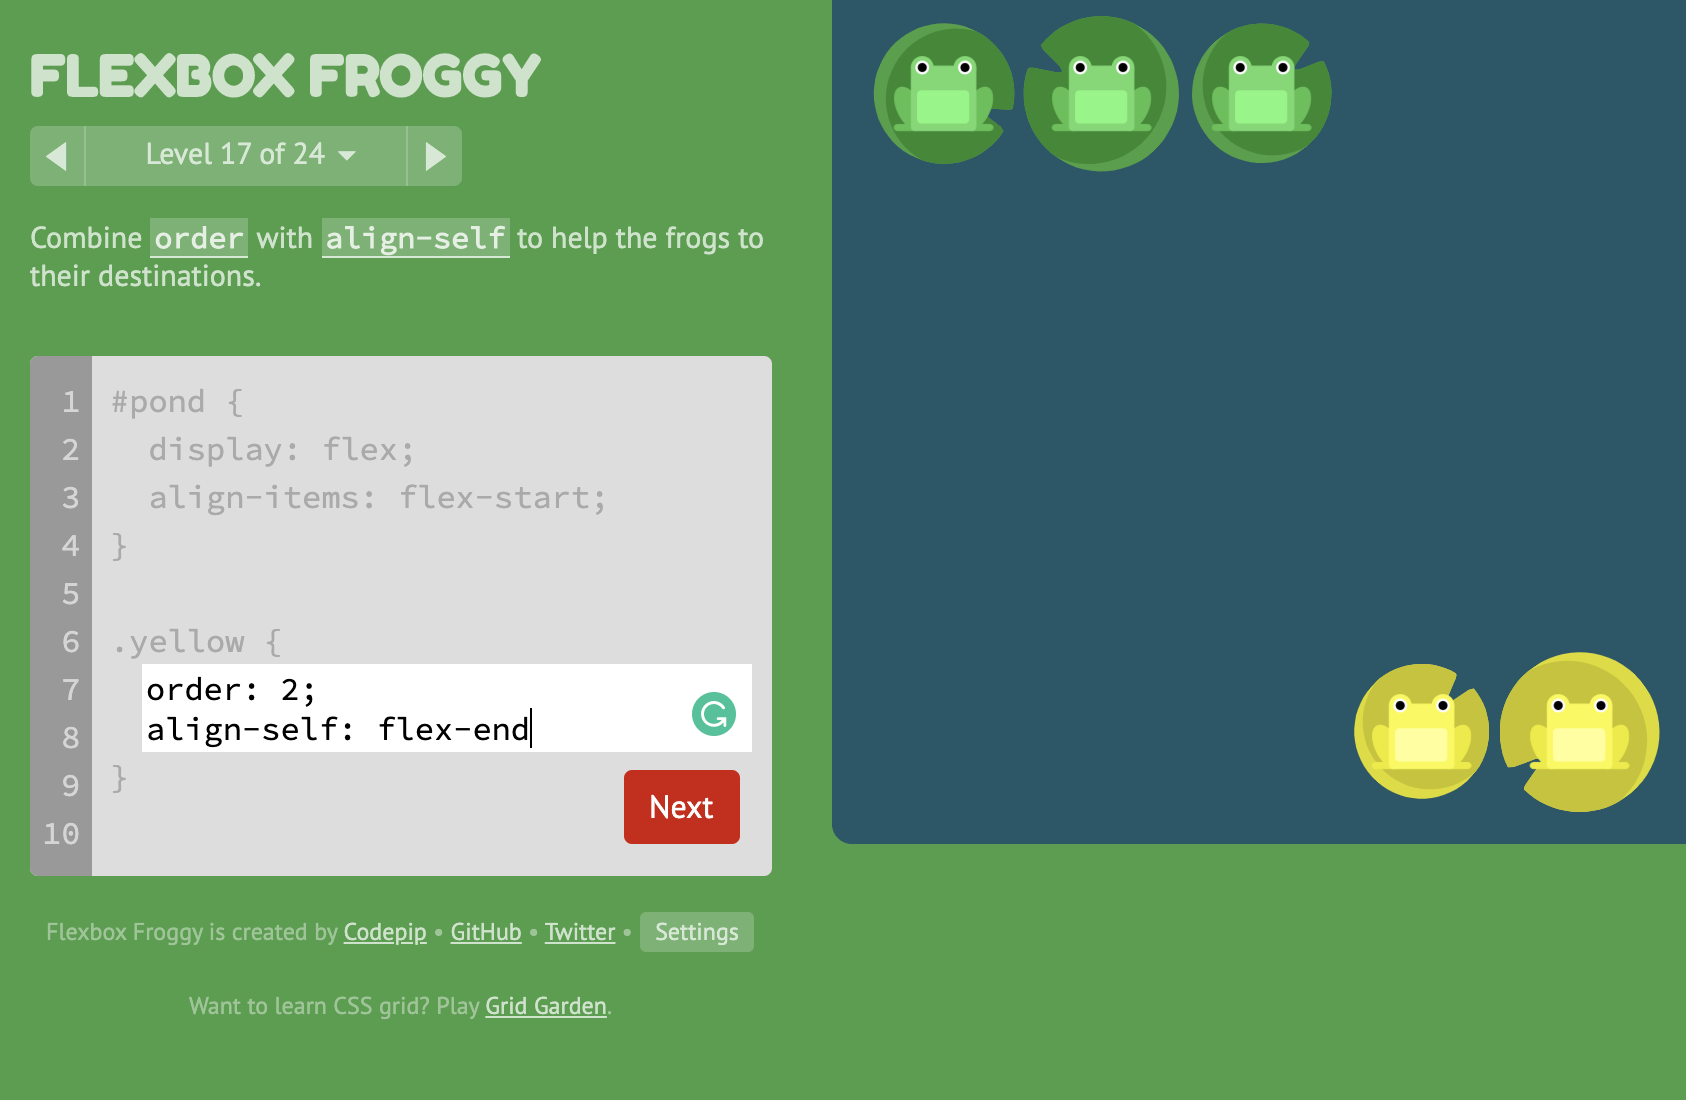 FLEXBOX FROGGY
Level 17 of 24
Combine order with align-self to help the frogs to
their destinations.
1 #pond {
2 display: flex;
3 align-items: flex-start;
4 }
5
6 .yellow {
7 order: 2;
8 align-self: flex-end
9 }
10
Next
Flexbox Froggy is created by Codepip • GitHub • Twitter • Settings
Want to learn CSS grid? Play Grid Garden.